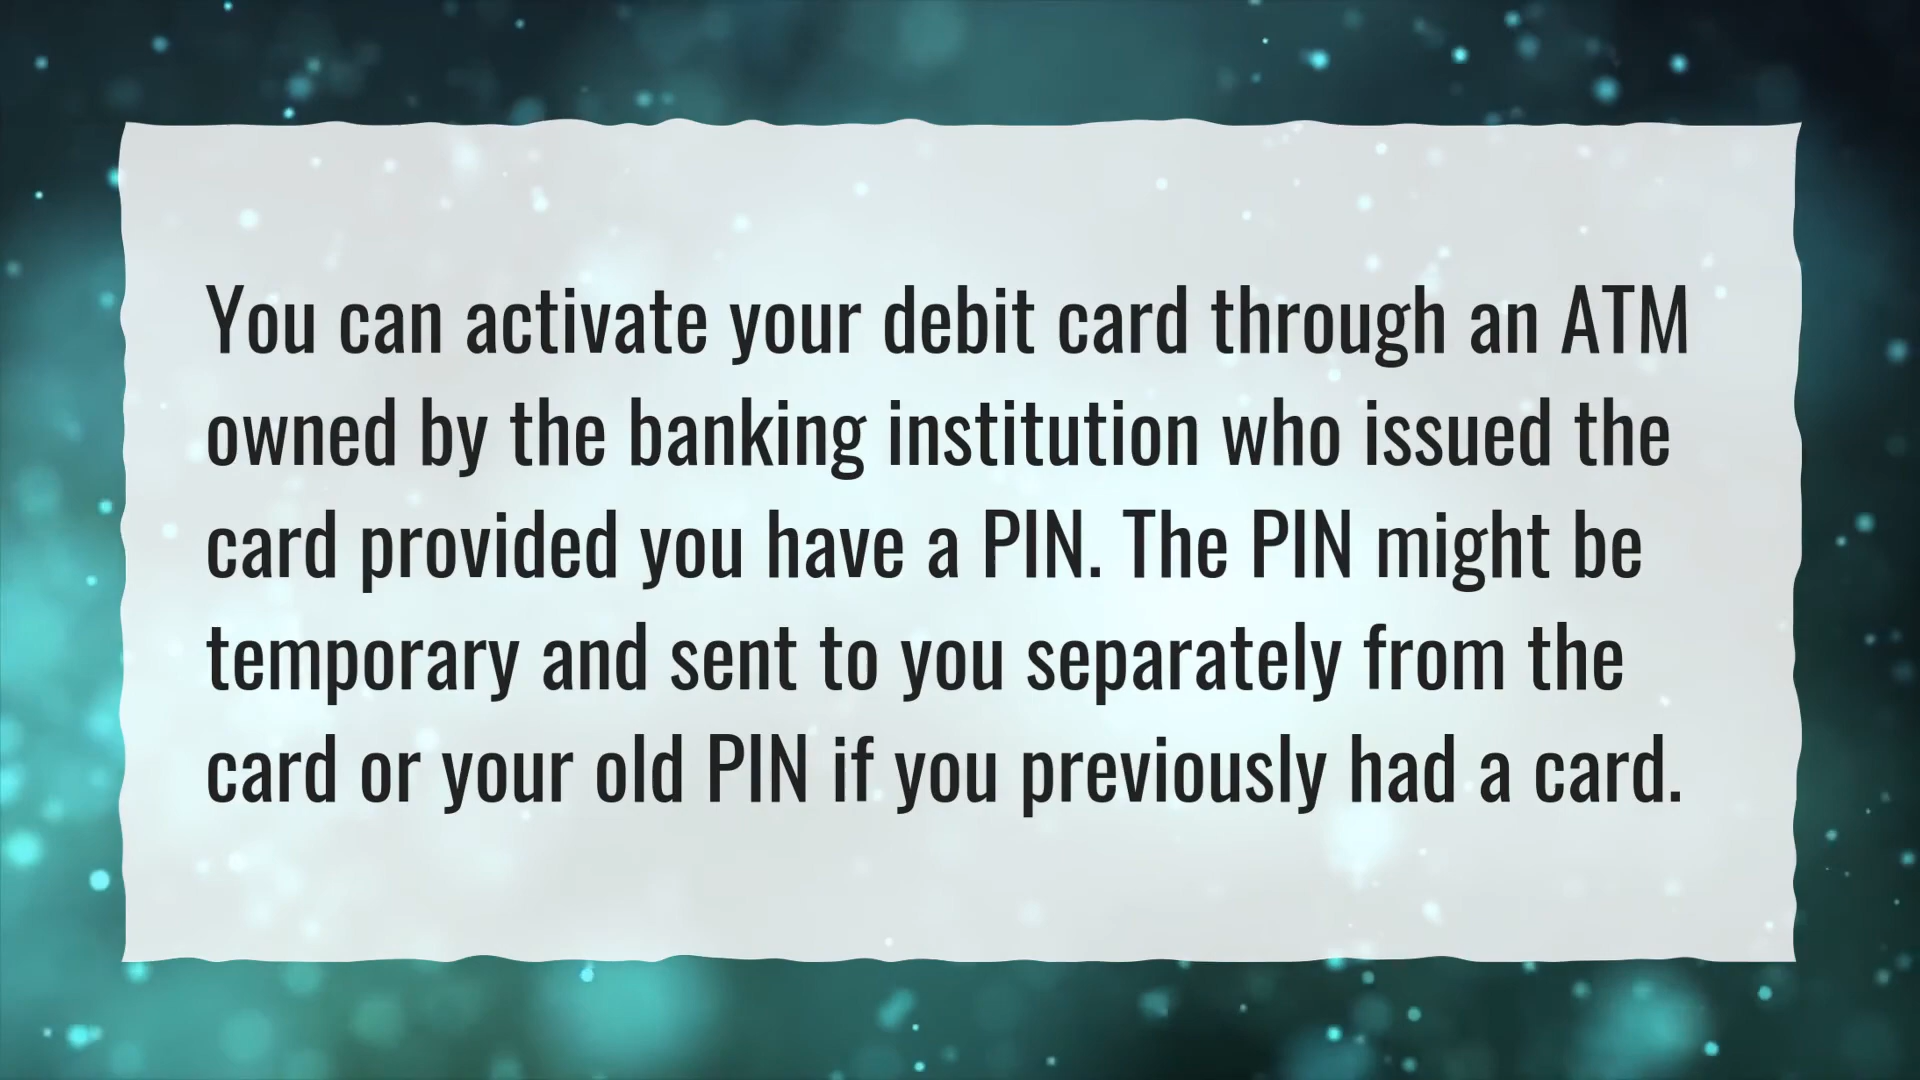 You can activate your debit card through an ATM
owned by the banking institution who issued the
card provided you have a PIN. The PIN might be
temporary and sent to you separately from the
card or your old PIN if you previously had a card.